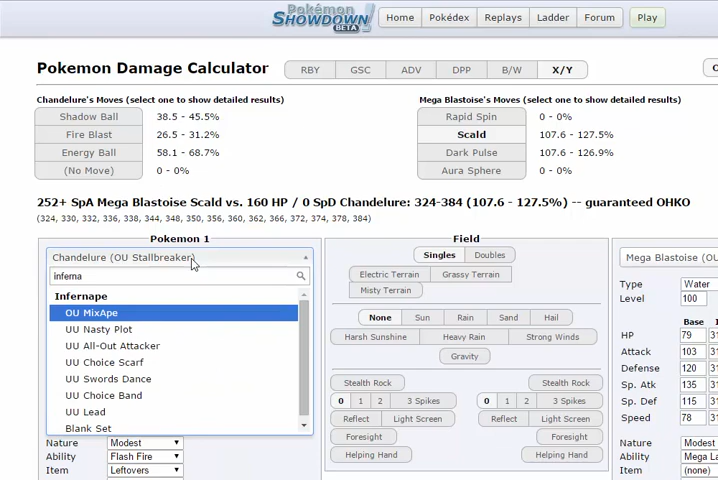 Pokémon
SHOWDOWN!
BETA
Home Pokédex Replays Ladder Forum Play
Pokemon Damage Calculator RBY GSC ADV DPP B/W X/Y
Chandelure's Moves (select one to show detailed results) Mega Blastoise's Moves (select one to show detailed results)
Shadow Ball 38.5 - 45.5% Rapid Spin 0 - 0%
Fire Blast 26.5 - 31.2% Scald 107.6 - 127.5%
Energy Ball 58.1 - 68.7% Dark Pulse 107.6 - 126.9%
(No Move) 0 - 0% Aura Sphere 0 - 0%
252+ SpA Mega Blastoise Scald vs. 160 HP / 0 SpD Chandelure: 324-384 (107.6 - 127.5%) -- guaranteed OHKO
(324, 330, 332, 336, 338, 344, 348, 350, 356, 360, 362, 366, 372, 374, 378, 384)
Pokemon 1 Field
Chandelure (OU Stallbreaker) Singles Doubles Mega Blastoise (OU
inferna Electric Terrain Grassy Terrain
Infernape Misty Terrain Type Water
OU MixApe Level 100
UU Nasty Plot None Sun Rain Sand Hail Base
UU All-Out Attacker Harsh Sunshine Heavy Rain Strong Winds HP 79
UU Choice Scarf Gravity Attack 103
UU Swords Dance Stealth Rock Stealth Rock Defense 120
UU Choice Band 0 1 2 3 Spikes 0 1 2 3 Spikes Sp. Atk 135
UU Lead Reflect Light Screen Reflect Light Screen Sp. Def 115
Blank Set Speed 78
Nature Modest Foresight Foresight Nature Modest
Ability Flash Fire Helping Hand Helping Hand Ability Mega La
Item Leftovers Item (none)